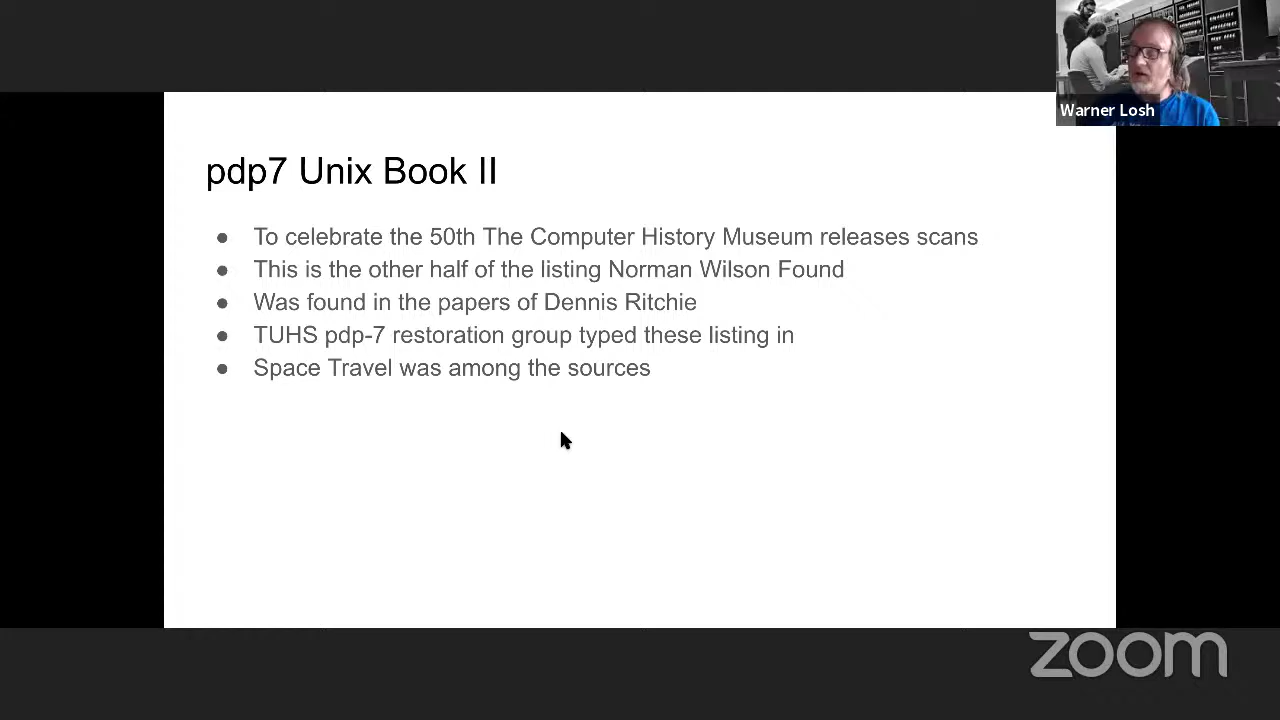 Warner Losh
pdp7 Unix Book II
● To celebrate the 50th The Computer History Museum releases scans
● This is the other half of the listing Norman Wilson Found
● Was found in the papers of Dennis Ritchie
● TUHS pdp-7 restoration group typed these listing in
● Space Travel was among the sources
zoom